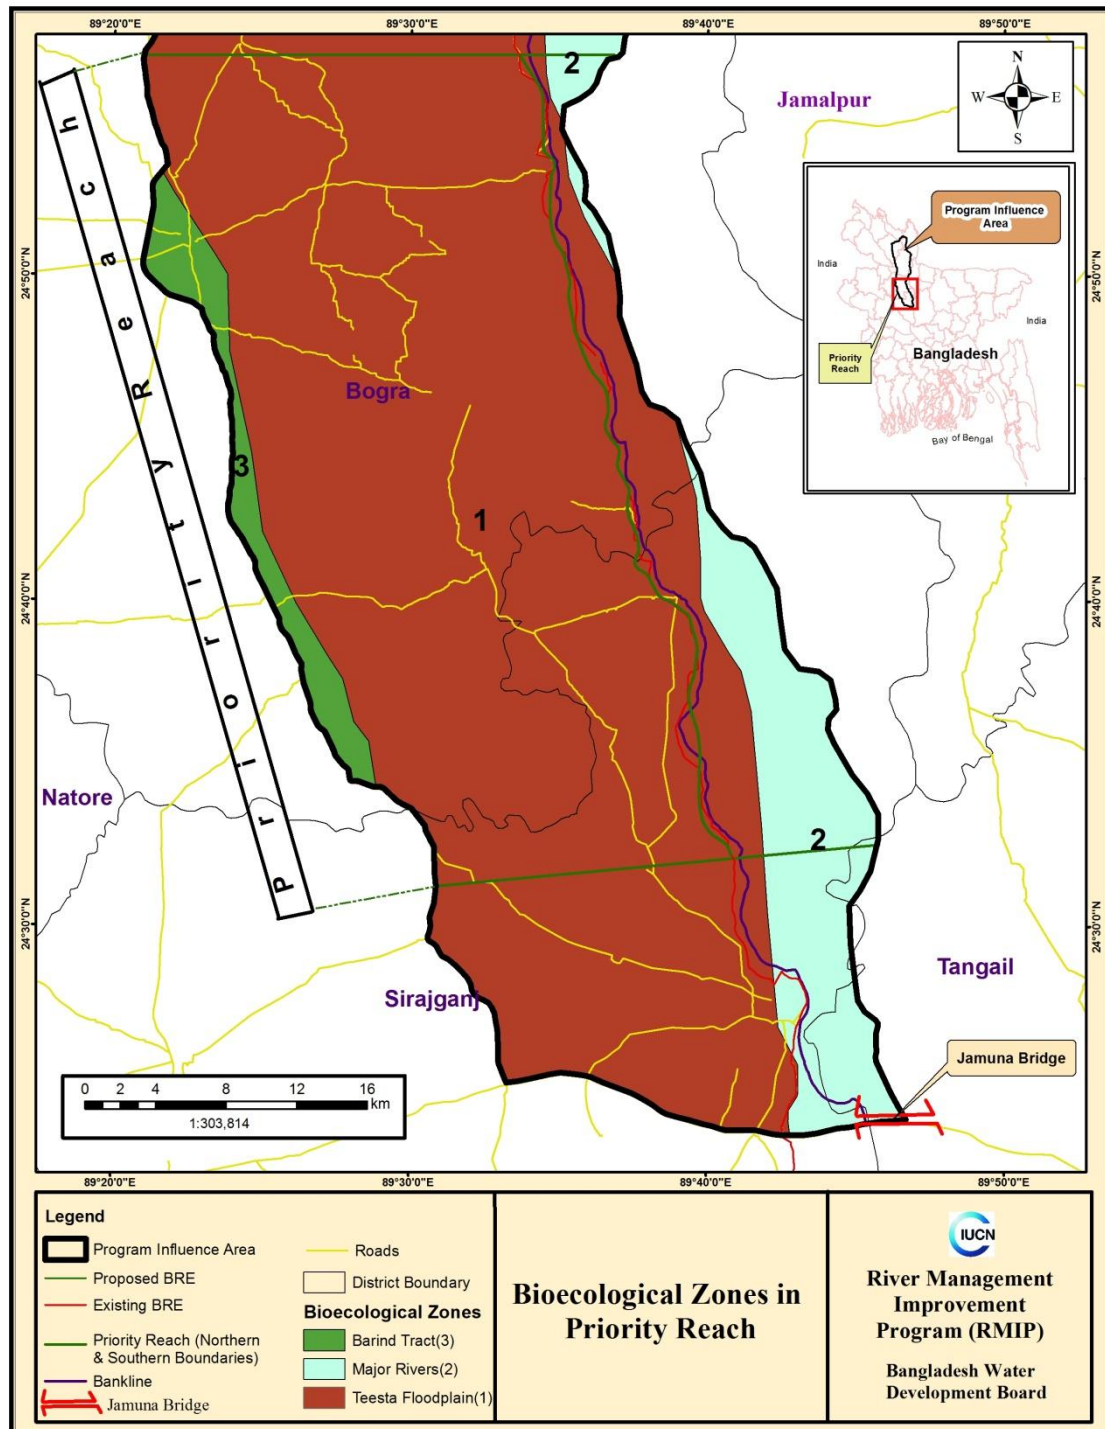 89°20'0"E
89°30'0"E
89°40'0"E
89°50'0"E
2
Jamalpur
N
W
E
S
Program Influence
Area
India
India
Priority
Reach
Bangladesh
Bay of Bengal
24°50'0"N
24°50'0"N
Priority Reach
Bogra
3
1
24°40'0"N
24°40'0"N
Natore
2
24°30'0"N
24°30'0"N
Tangail
Sirajganj
Jamuna Bridge
0 2 4 8 12 16
km
1:303,814
89°20'0"E
89°30'0"E
89°40'0"E
89°50'0"E
Legend
Program Influence Area
Proposed BRE
Existing BRE
Priority Reach (Northern
& Southern Boundaries)
Bankline
Jamuna Bridge
Roads
District Boundary
Bioecological Zones
Barind Tract(3)
Major Rivers(2)
Teesta Floodplain(1)
Bioecological Zones in
Priority Reach
IUCN
River Management
Improvement
Program (RMIP)
Bangladesh Water
Development Board